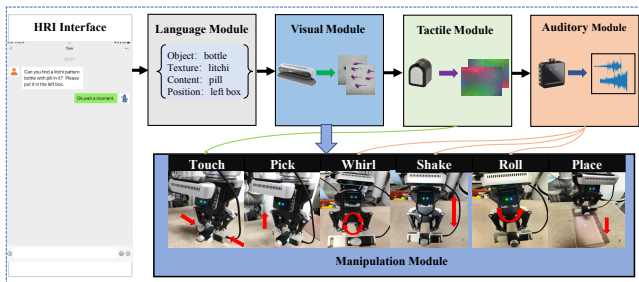 HRI Interface
Can you find a litchi pattern
bottle with pill in it? Please
put it in the left box.
Ok,wait a moment.
Language Module
Object: bottle
Texture: litchi
Content: pill
Position: left box
Visual Module
Tactile Module
Auditory Module
Touch
Pick
Whirl
Shake
Roll
Place
Manipulation Module